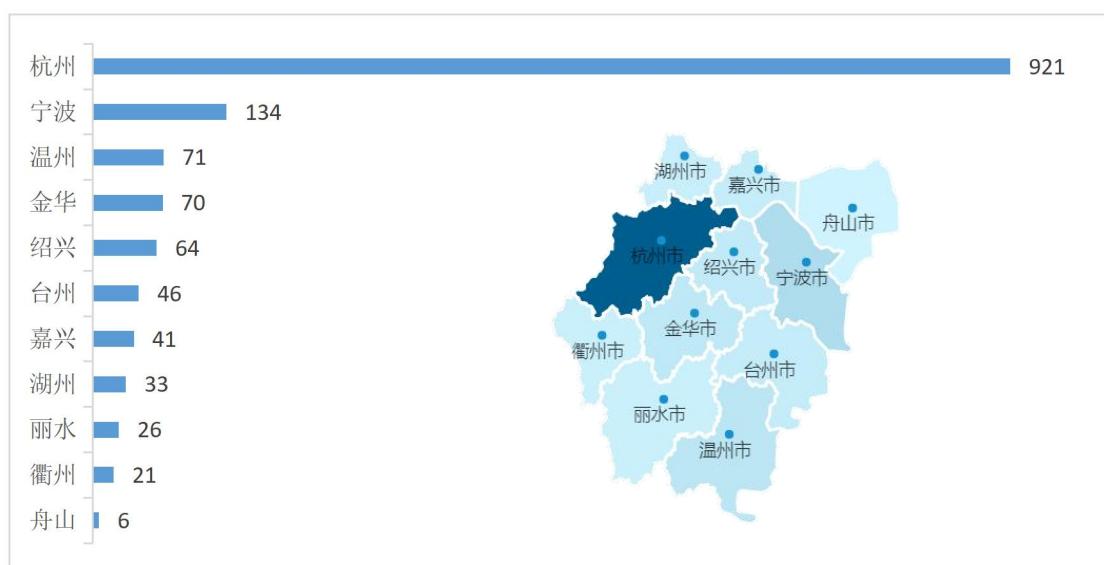 杭州 921
宁波 134
温州 71
金华 70
绍兴 64
台州 46
嘉兴 41
湖州 33
丽水 26
衢州 21
舟山 6
湖州市
嘉兴市
舟山市
杭州市
绍兴市
宁波市
金华市
衢州市
台州市
丽水市
温州市